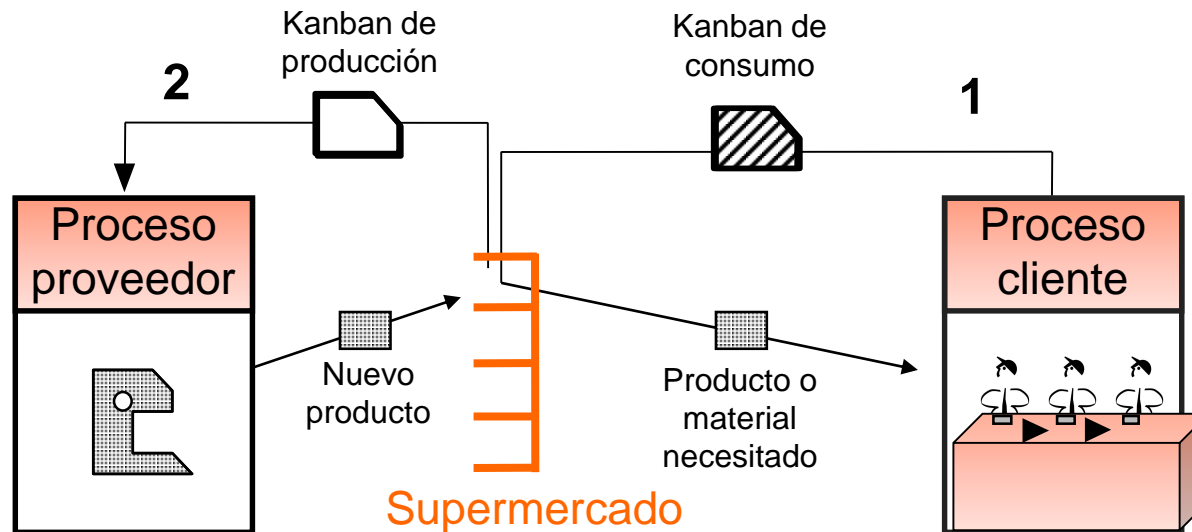 Kanban de
producción
Kanban de
consumo
2
1
Proceso
proveedor
Proceso
cliente
Nuevo
producto
Producto o
material
necesitado
Supermercado